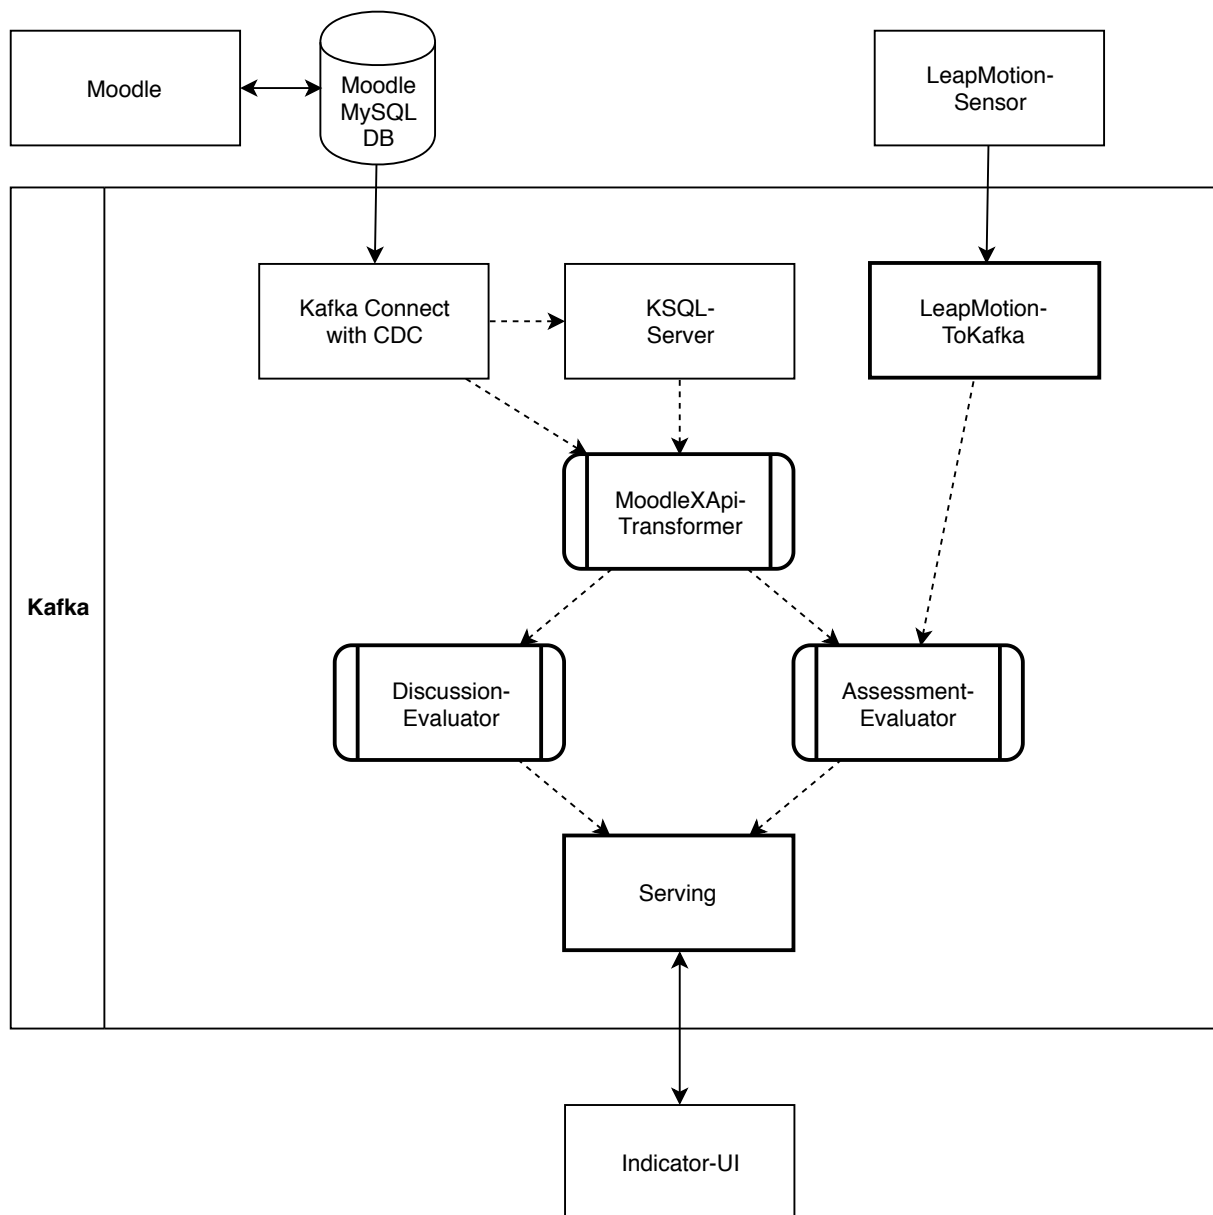 Moodle
Moodle
MySQL
DB
LeapMotion-
Sensor
Kafka Connect
with CDC
KSQL-
Server
LeapMotion-
ToKafka
MoodleXApi-
Transformer
Kafka
Discussion-
Evaluator
Assessment-
Evaluator
Serving
Indicator-UI